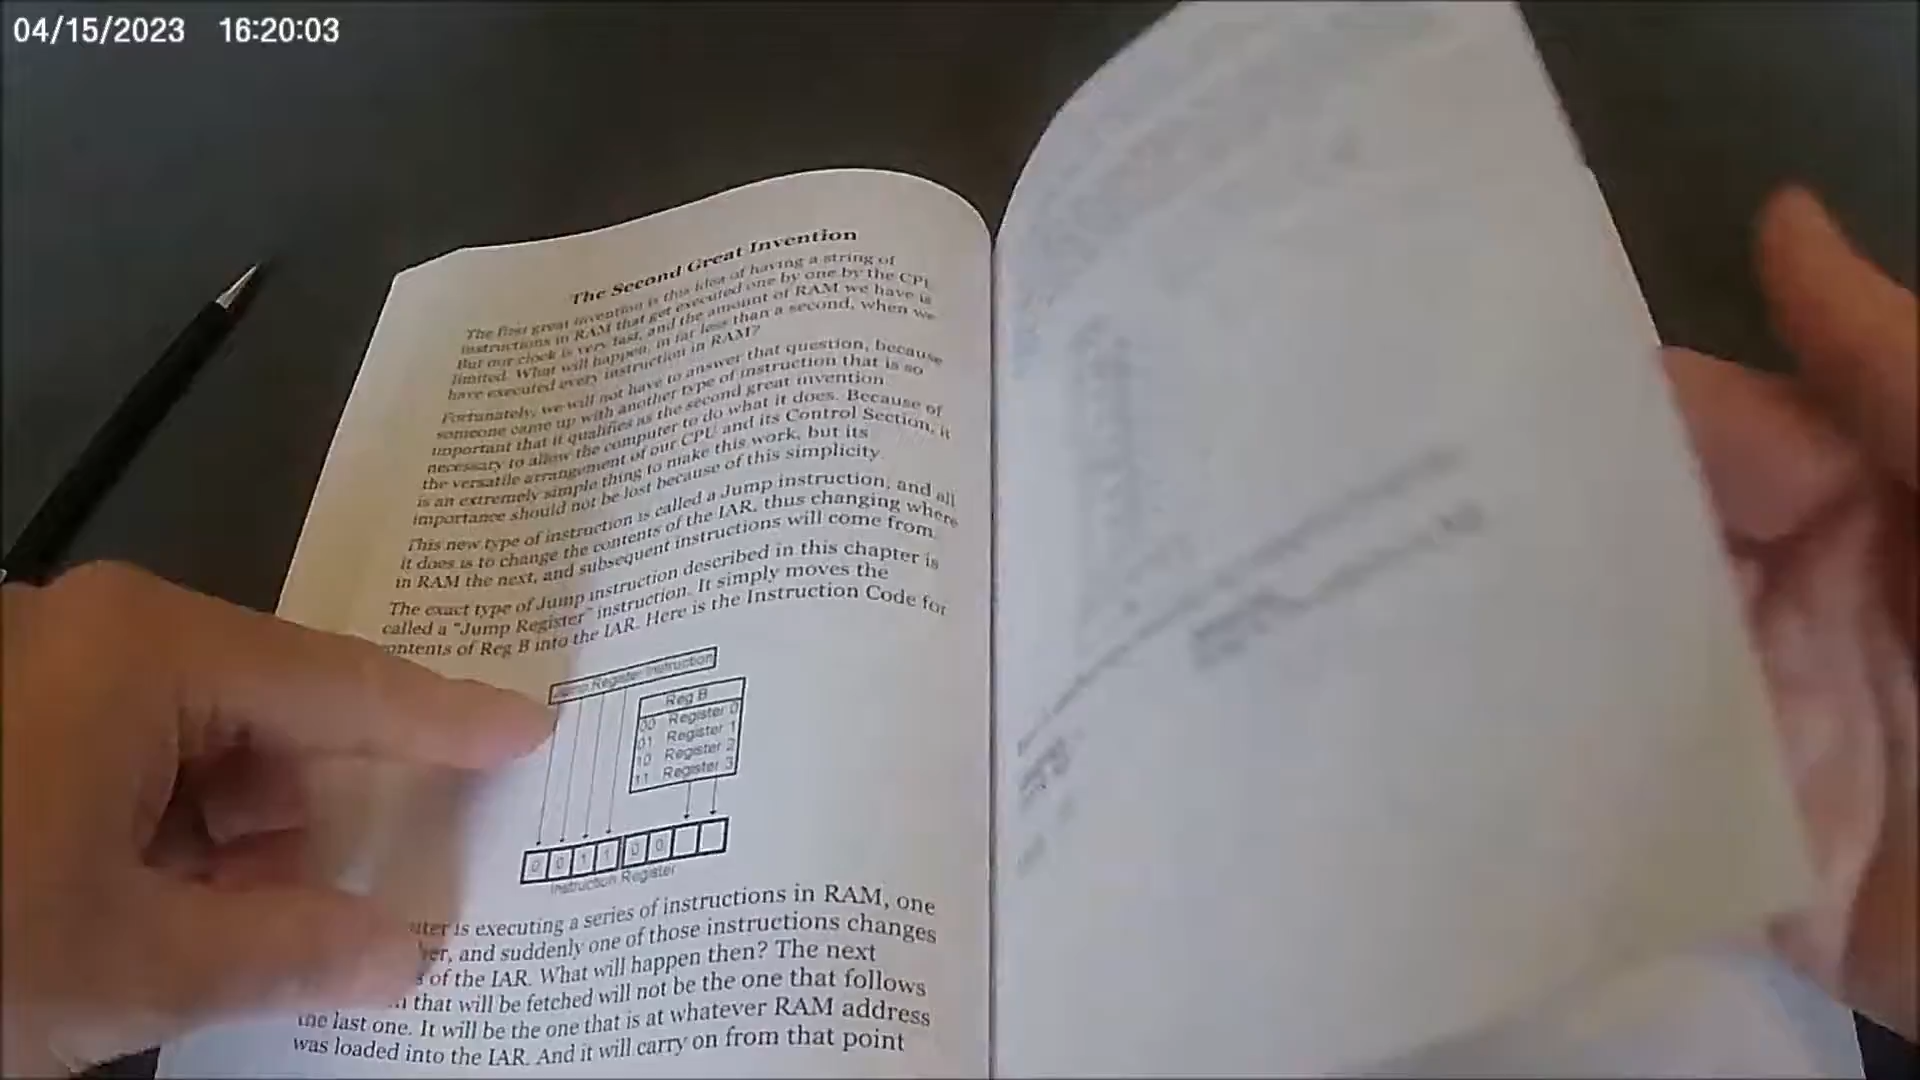 04/15/2023 16:20:03
The Second Great Invention
The first great invention is this idea of having a string of
instructions in RAM that get executed one by one by the CPU.
But our clock is very fast, and the amount of RAM we have is
limited. What will happen, in far less than a second, when we
have executed every instruction in RAM?
Fortunately, we will not have to answer that question, because
someone came up with another type of instruction that is so
important that it qualifies as the second great invention
necessary to allow the computer to do what it does. Because of
the versatile arrangement of our CPU and its Control Section, it
is an extremely simple thing to make this work, but its
importance should not be lost because of this simplicity.
This new type of instruction is called a Jump instruction, and all
it does is to change the contents of the IAR, thus changing where
in RAM the next, and subsequent instructions will come from.
The exact type of Jump instruction described in this chapter is
called a "Jump Register" instruction. It simply moves the
contents of Reg B into the IAR. Here is the Instruction Code for
Jump Register Instruction
Reg B
00 Register 0
01 Register 1
10 Register 2
11 Register 3
0 0 1 1 0 0
Instruction Register
is executing a series of instructions in RAM, one
and suddenly one of those instructions changes
of the IAR. What will happen then? The next
that will be fetched will not be the one that follows
the last one. It will be the one that is at whatever RAM address
was loaded into the IAR. And it will carry on from that point